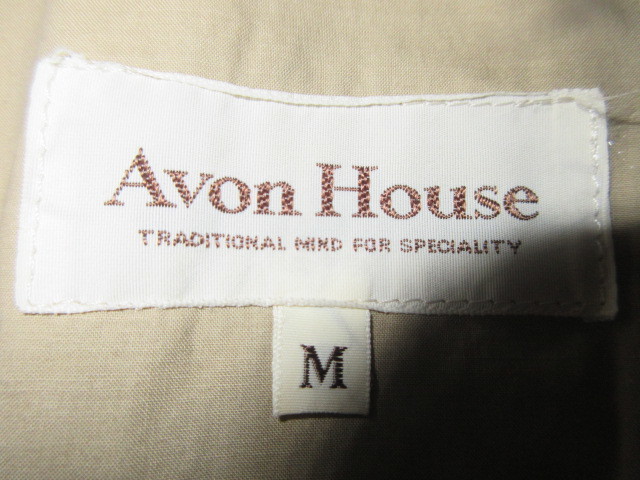 Avon House
TRADITIONAL MIND FOR SPECIALITY
M